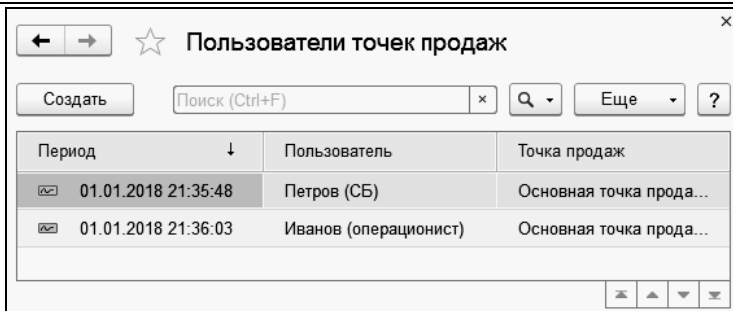 Пользователи точек продаж
Создать Поиск (Ctrl+F) × Еще ?
Период ↓ Пользователь Точка продаж
01.01.2018 21:35:48 Петров (СБ) Основная точка прода...
01.01.2018 21:36:03 Иванов (операционист) Основная точка прода...